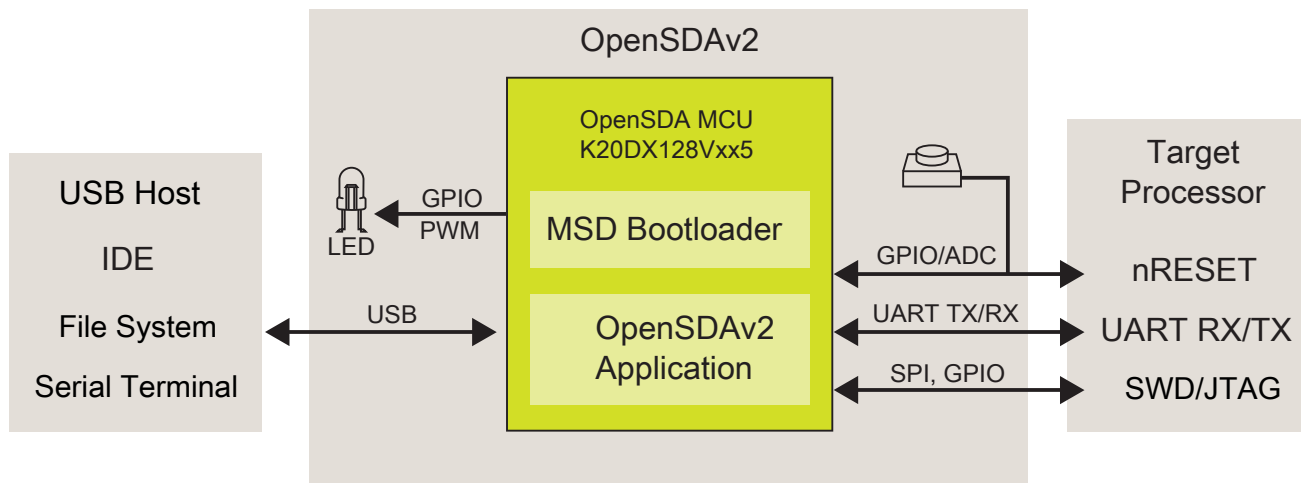 OpenSDAv2
OpenSDA MCU
K20DX128Vxx5
MSD Bootloader
OpenSDAv2
Application
USB Host
IDE
File System
Serial Terminal
LED
GPIO
PWM
USB
GPIO/ADC
UART TX/RX
SPI, GPIO
Target
Processor
nRESET
UART RX/TX
SWD/JTAG